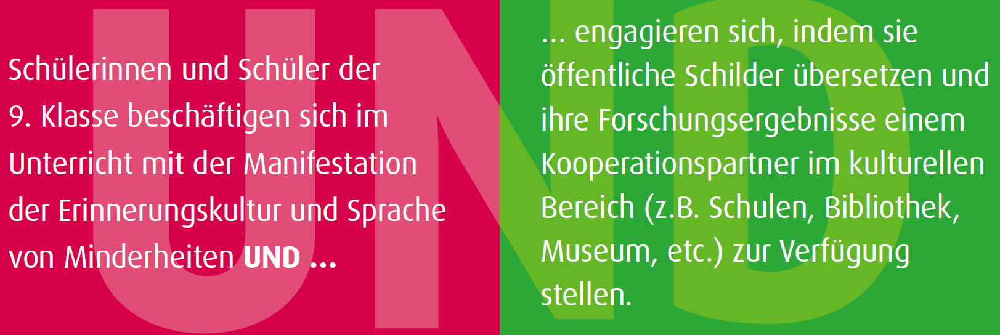 Schülerinnen und Schüler der
9. Klasse beschäftigen sich im
Unterricht mit der Manifestation
der Erinnerungskultur und Sprache
von Minderheiten UND ...
... engagieren sich, indem sie
öffentliche Schilder übersetzen und
ihre Forschungsergebnisse einem
Kooperationspartner im kulturellen
Bereich (z.B. Schulen, Bibliothek,
Museum, etc.) zur Verfügung
stellen.
UND